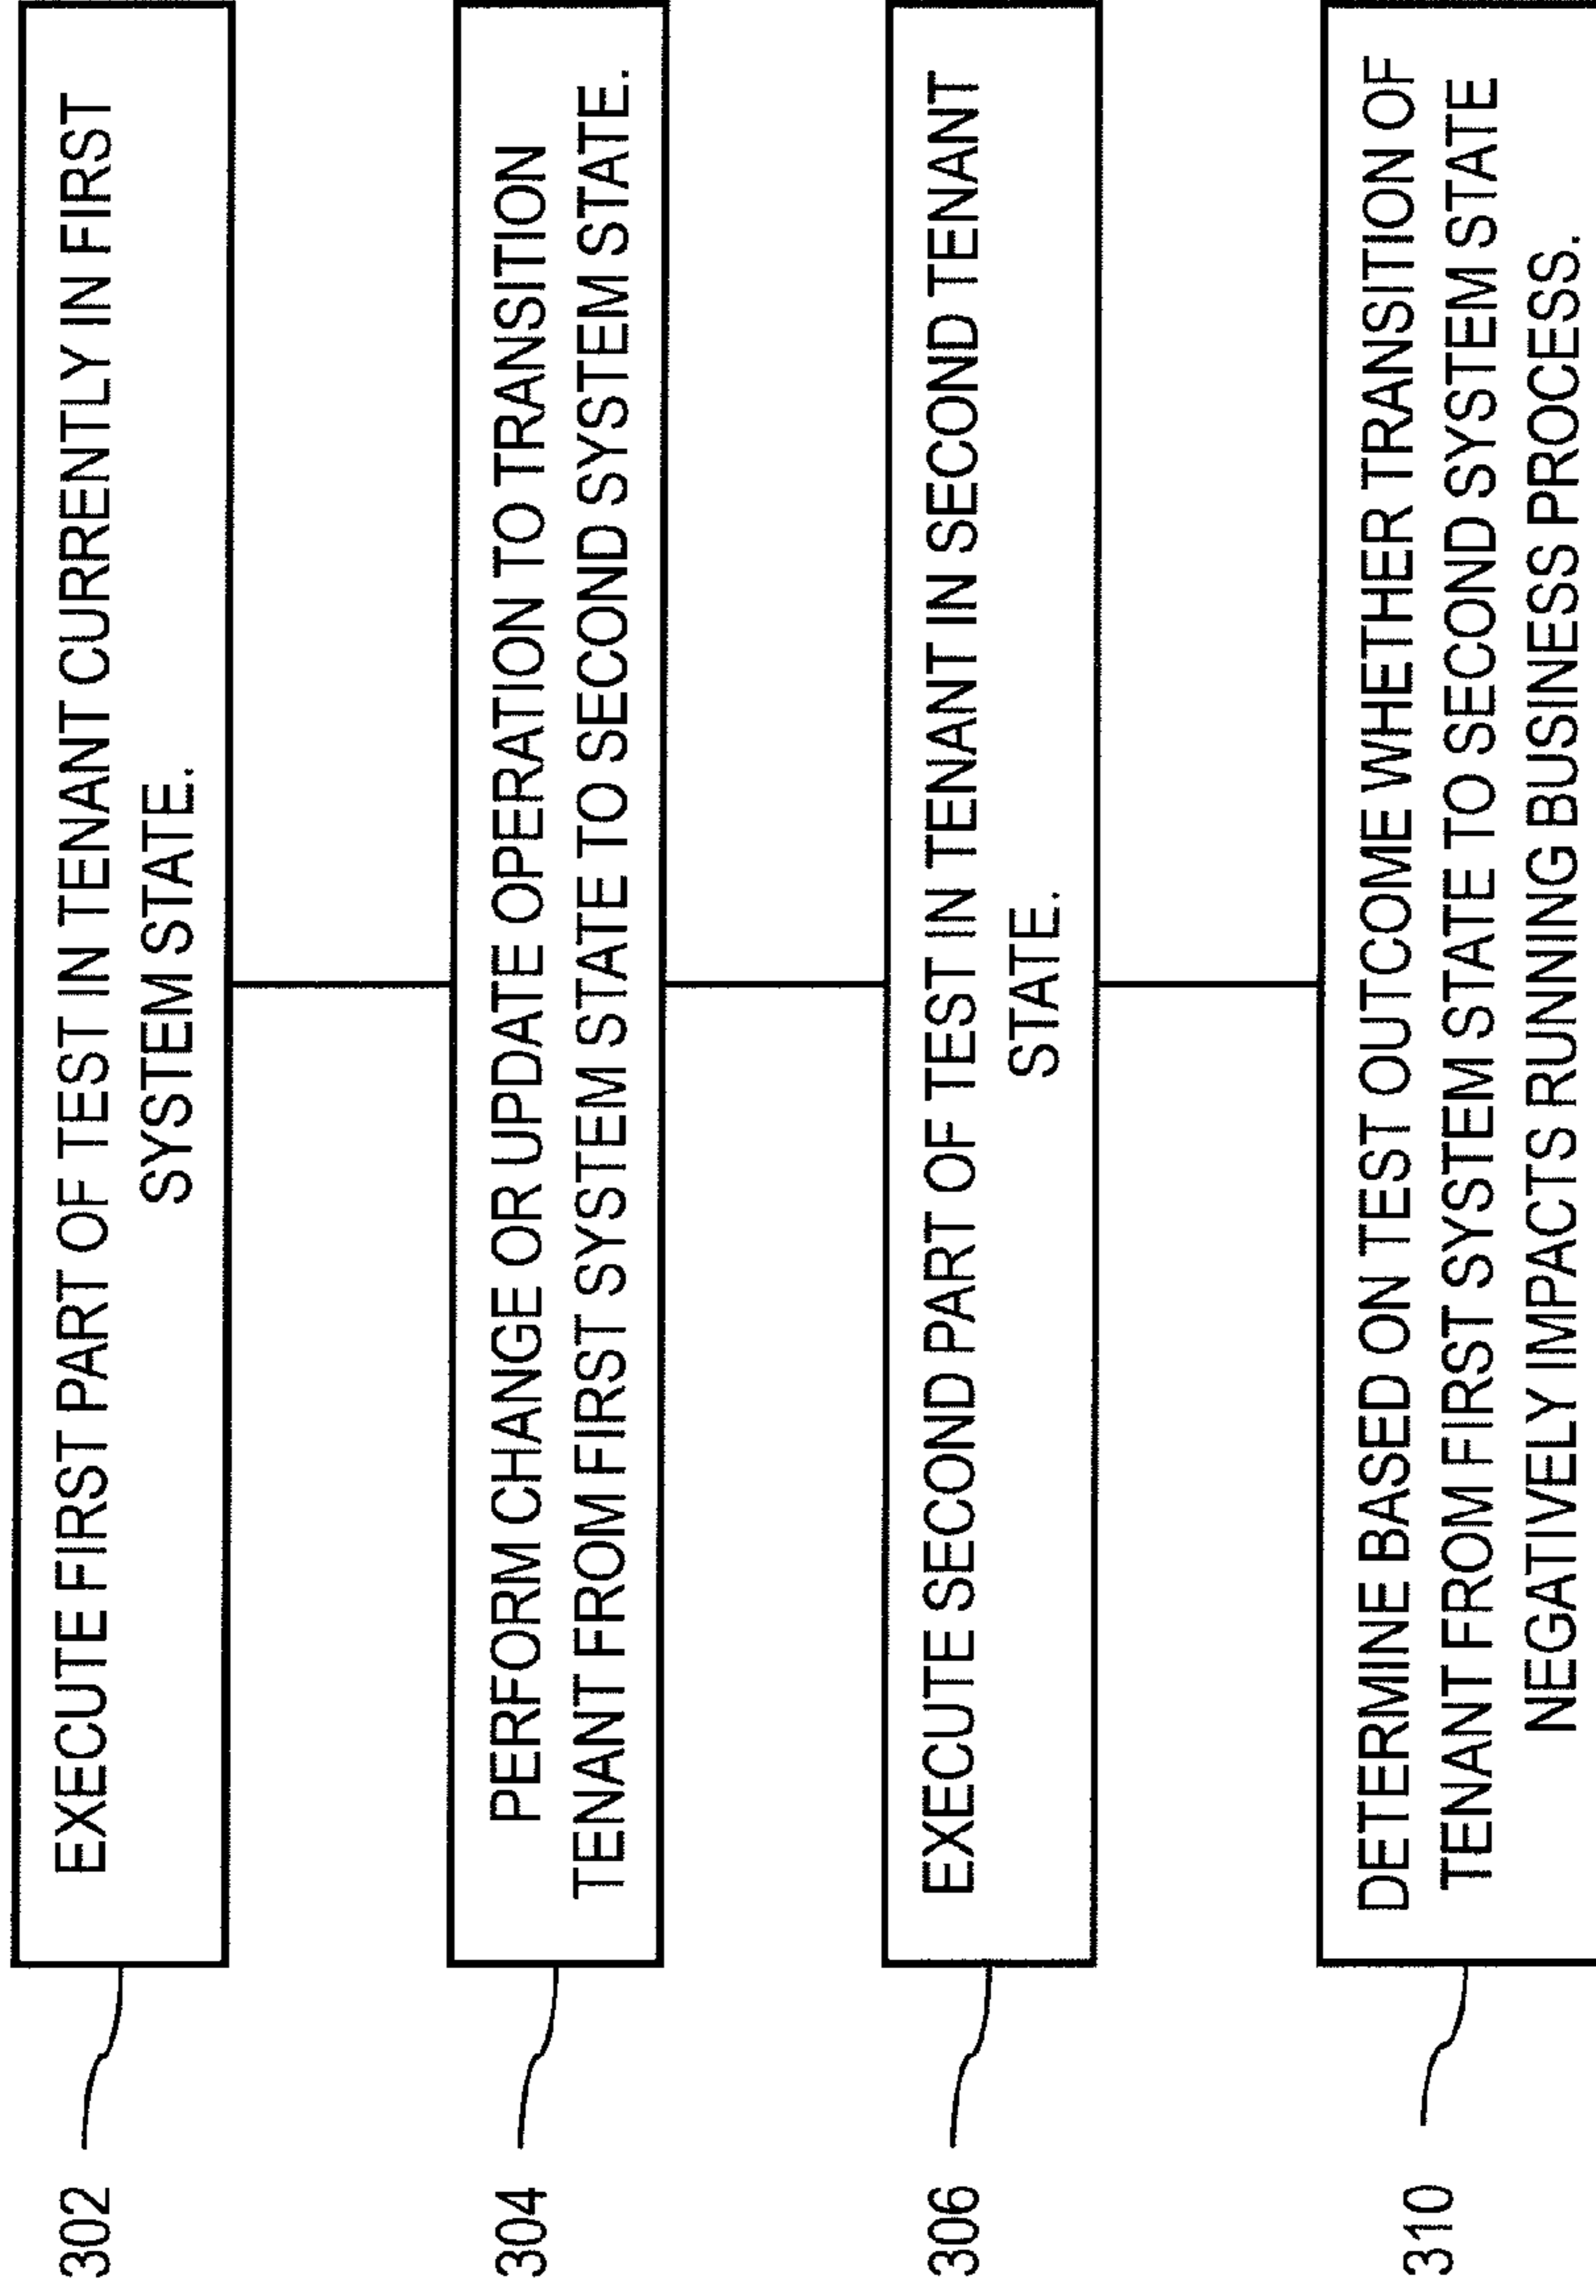 302
EXECUTE FIRST PART OF TEST IN TENANT CURRENTLY IN FIRST
SYSTEM STATE.
304
PERFORM CHANGE OR UPDATE OPERATION TO TRANSITION
TENANT FROM FIRST SYSTEM STATE TO SECOND SYSTEM STATE.
306
EXECUTE SECOND PART OF TEST IN TENANT IN SECOND TENANT
STATE.
310
DETERMINE BASED ON TEST OUTCOME WHETHER TRANSITION OF
TENANT FROM FIRST SYSTEM STATE TO SECOND SYSTEM STATE
NEGATIVELY IMPACTS RUNNING BUSINESS PROCESS.